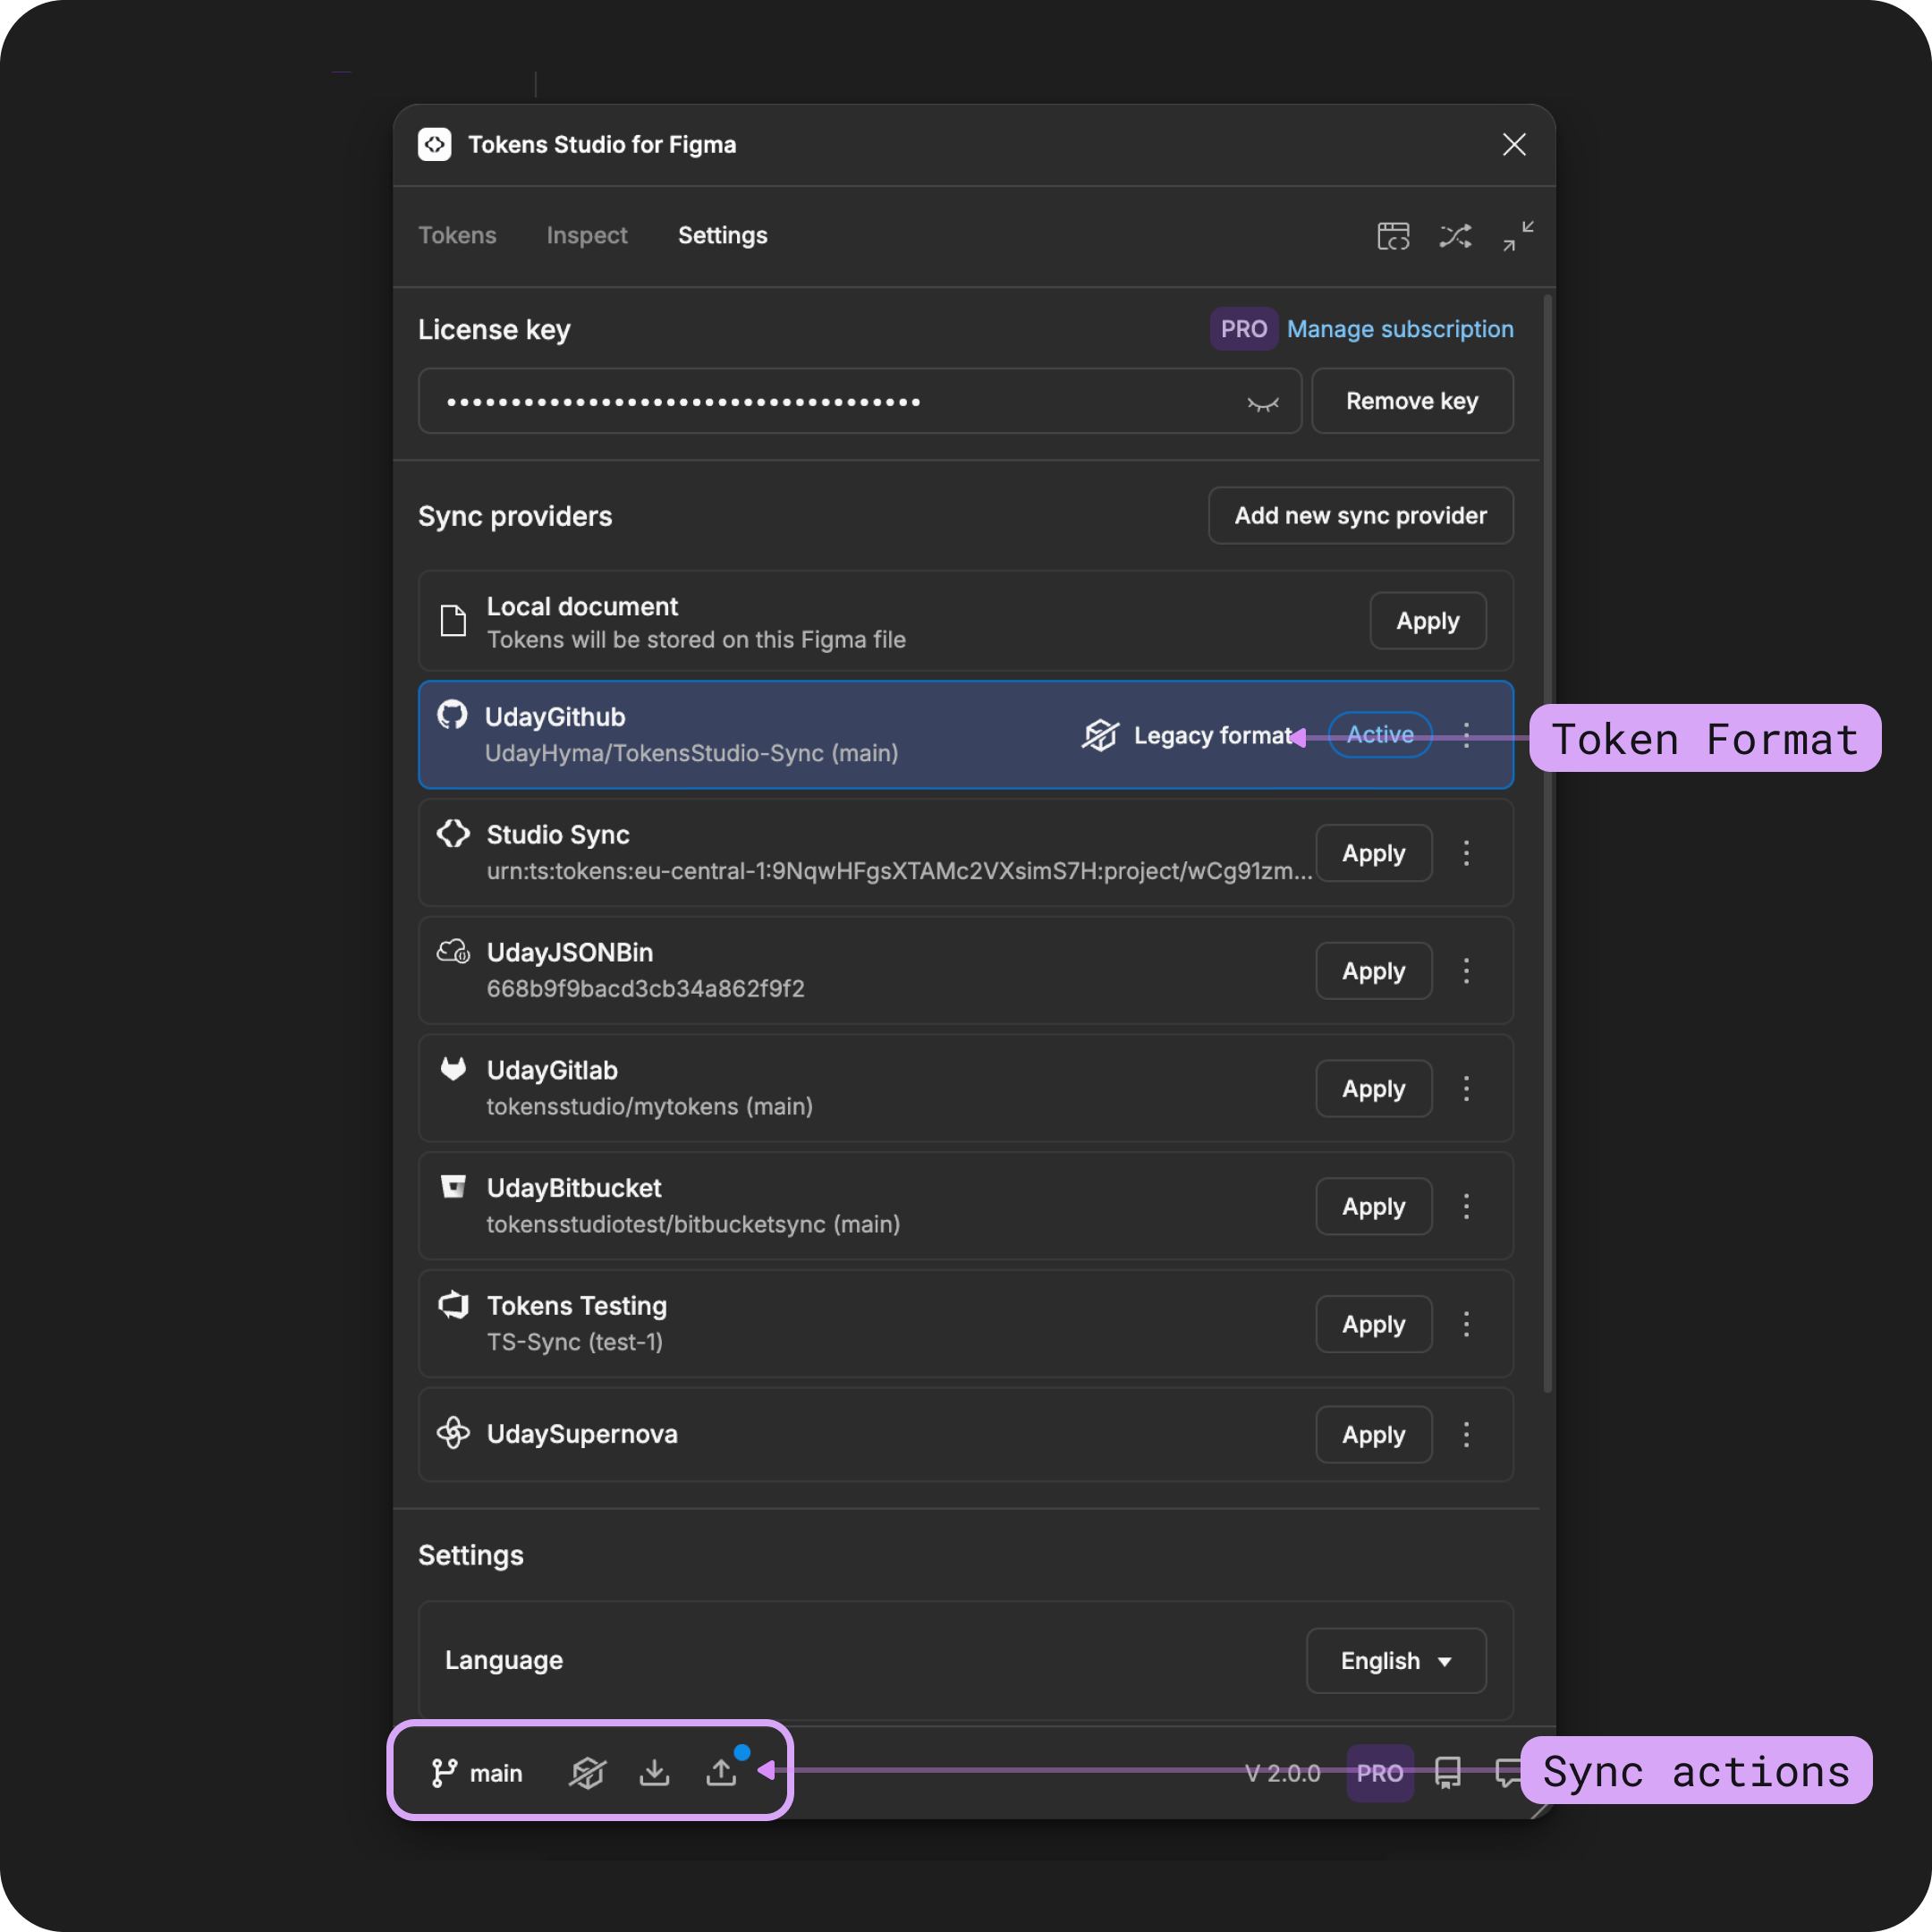 Tokens Studio for Figma
Tokens Inspect Settings
License key PRO Manage subscription
•••••••••••••••••••••••••••••••••••••
Remove key
Sync providers Add new sync provider
Local document
Tokens will be stored on this Figma file
Apply
UdayGithub
UdayHyma/TokensStudio-Sync (main)
Legacy format Active
Token Format
Studio Sync
urn:ts:tokens:eu-central-1:9NqwHFgsXTAMc2VXsimS7H:project/wCg91zm...
Apply
UdayJSONBin
668b9f9bacd3cb34a862f9f2
Apply
UdayGitlab
tokensstudio/mytokens (main)
Apply
UdayBitbucket
tokensstudiotest/bitbucketsync (main)
Apply
Tokens Testing
TS-Sync (test-1)
Apply
UdaySupernova
Apply
Settings
Language English
main V 2.0.0 PRO
Sync actions